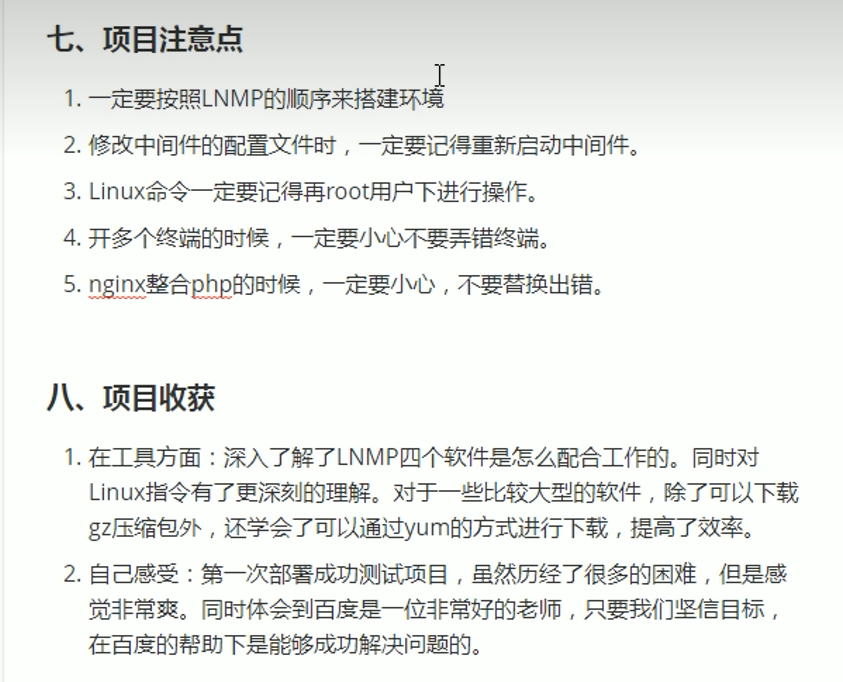 七、项目注意点
1. 一定要按照LNMP的顺序来搭建环境
2. 修改中间件的配置文件时，一定要记得重新启动中间件。
3. Linux命令一定要记得再root用户下进行操作。
4. 开多个终端的时候，一定要小心不要弄错终端。
5. nginx整合php的时候，一定要小心，不要替换出错。
八、项目收获
1. 在工具方面：深入了解了LNMP四个软件是怎么配合工作的。同时对
Linux指令有了更深刻的理解。对于一些比较大型的软件，除了可以下载
gz压缩包外，还学会了可以通过yum的方式进行下载，提高了效率。
2. 自己感受：第一次部署成功测试项目，虽然历经了很多的困难，但是感
觉非常爽。同时体会到百度是一位非常好的老师，只要我们坚信目标，
在百度的帮助下是能够成功解决问题的。